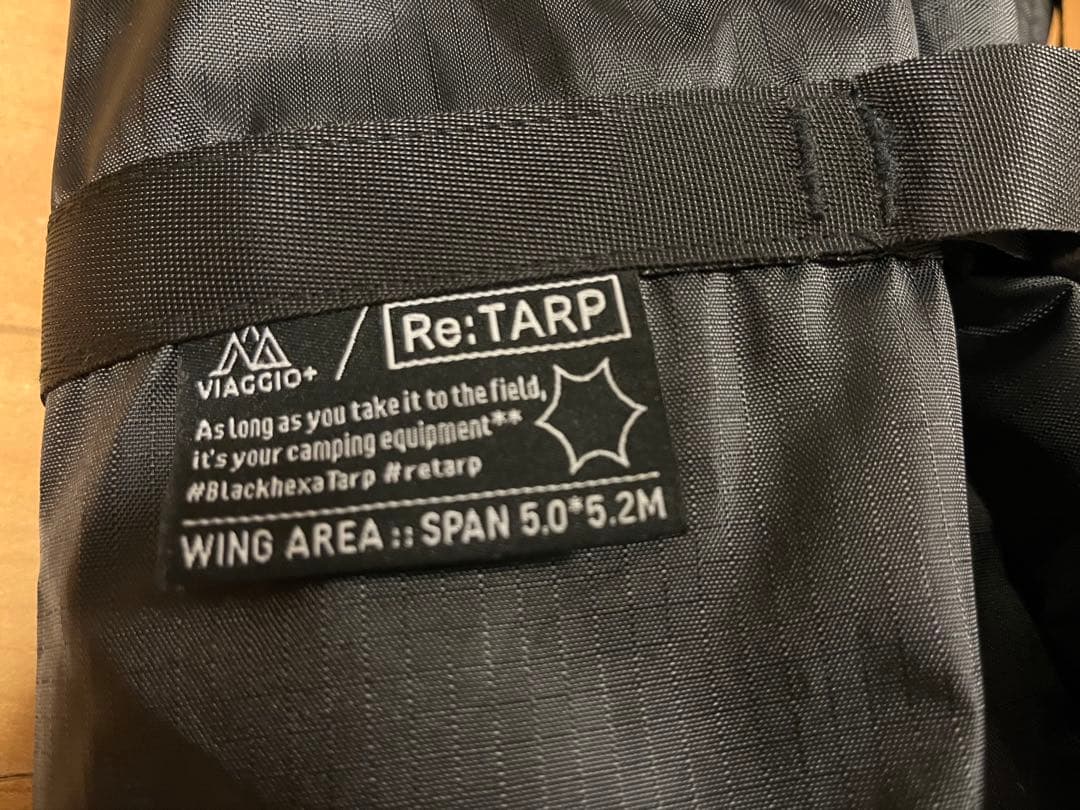 VIAGGIO+ / Re:TARP
As long as you take it to the field,
it's your camping equipment**
#BlackhexaTarp #retarp
WING AREA :: SPAN 5.0*5.2M